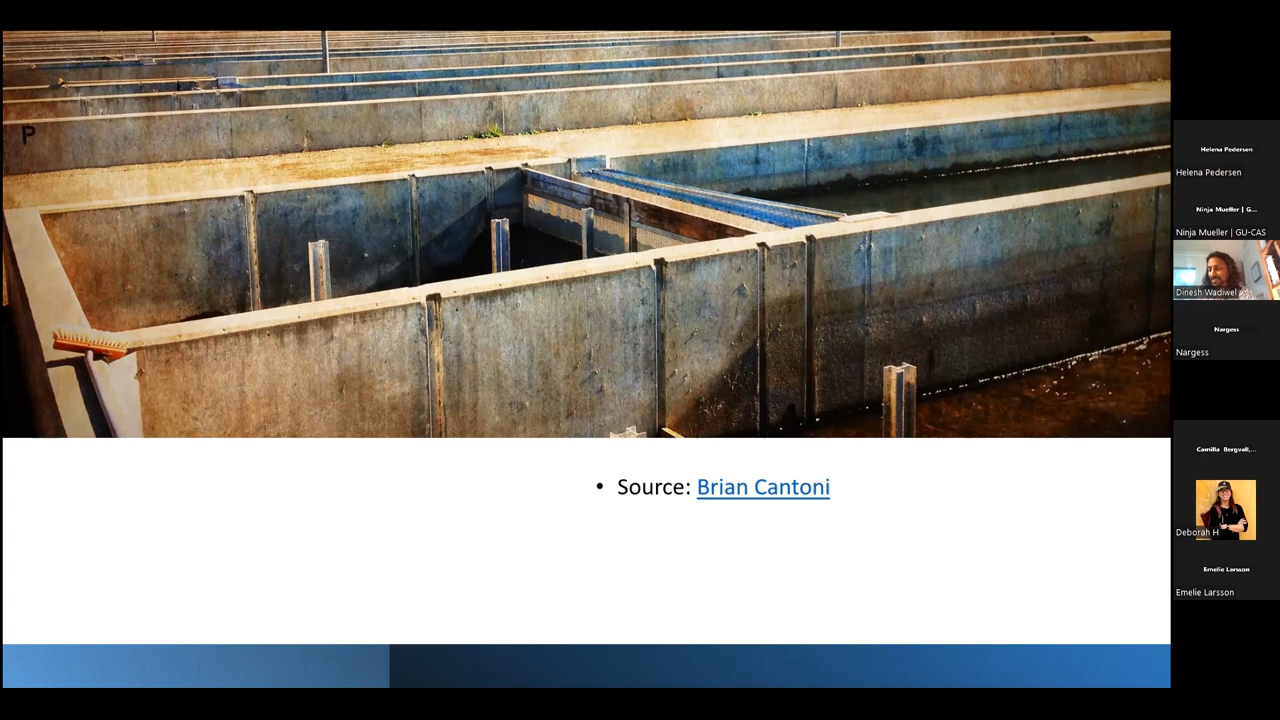 P
• Source: Brian Cantoni
Helena Pedersen
Helena Pedersen
Ninja Mueller | G...
Ninja Mueller | GU-CAS
Dinesh Wadiwel
Nargess
Nargess
Camilla Bergvall,...
Deborah H
Emelie Larsson
Emelie Larsson